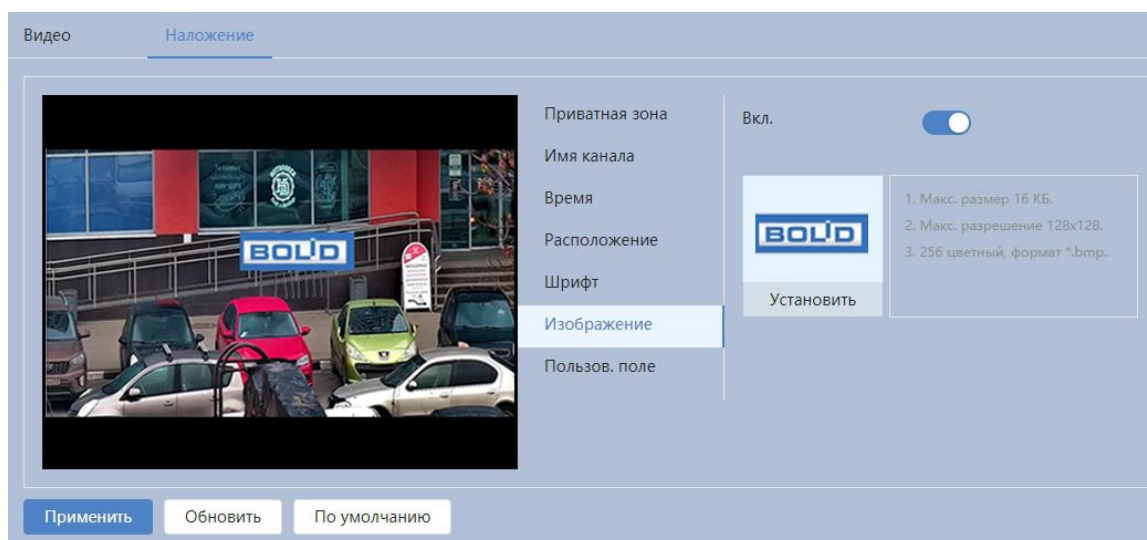 Видео
Наложение
BOLID
Приватная зона
Имя канала
Время
Расположение
Шрифт
Изображение
Пользов. поле
Вкл.
BOLID
Установить
1. Макс. размер 16 КБ.
2. Макс. разрешение 128x128.
3. 256 цветный, формат *.bmp.
Применить
Обновить
По умолчанию